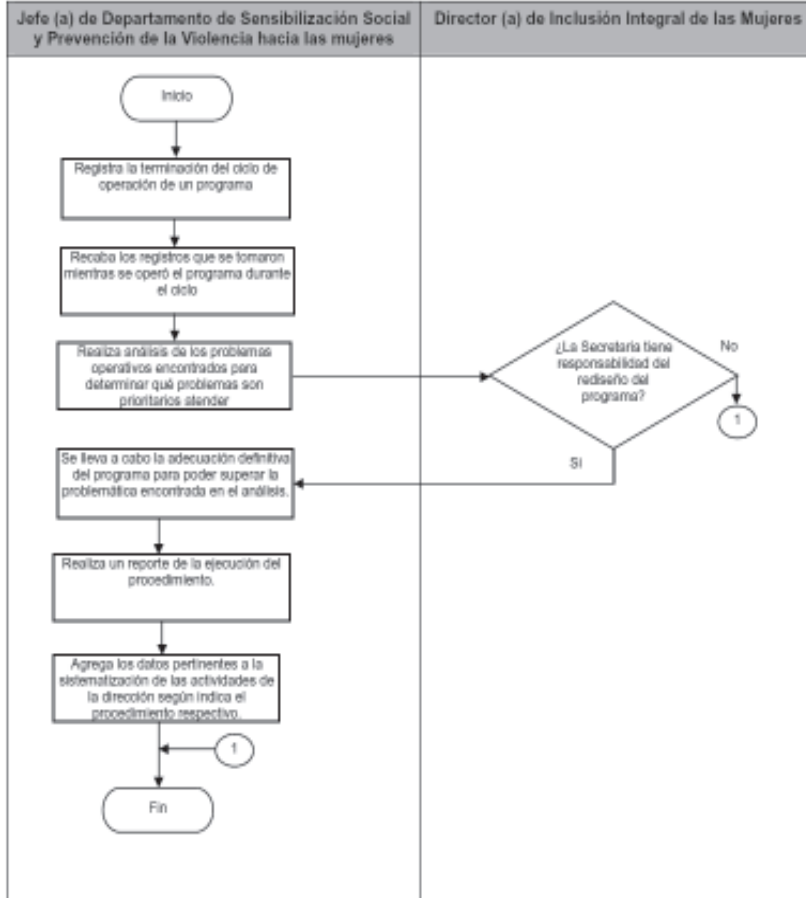 Jefe (a) de Departamento de Sensibilización Social
y Prevención de la Violencia hacia las mujeres
Director (a) de Inclusión Integral de las Mujeres
Inicio
Registra la terminación del ciclo de
operación de un programa
Recaba los registros que se tomaron
mientras se operó el programa durante
el ciclo
Realiza análisis de los problemas
operativos encontrados para
determinar qué problemas son
prioritarios atender
¿La Secretaria tiene
responsabilidad del
rediseño del
programa?
No
1
Si
Se lleva a cabo la adecuación definitiva
del programa para poder superar la
problemática encontrada en el análisis.
Realiza un reporte de la ejecución del
procedimiento.
Agrega los datos pertinentes a la
sistematización de las actividades de
la dirección según indica el
procedimiento respectivo.
1
Fin